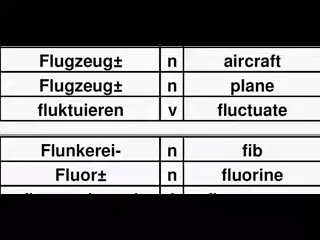 Flugzeug± n aircraft
Flugzeug± n plane
fluktuieren v fluctuate
Flunkerei- n fib
Fluor± n fluorine